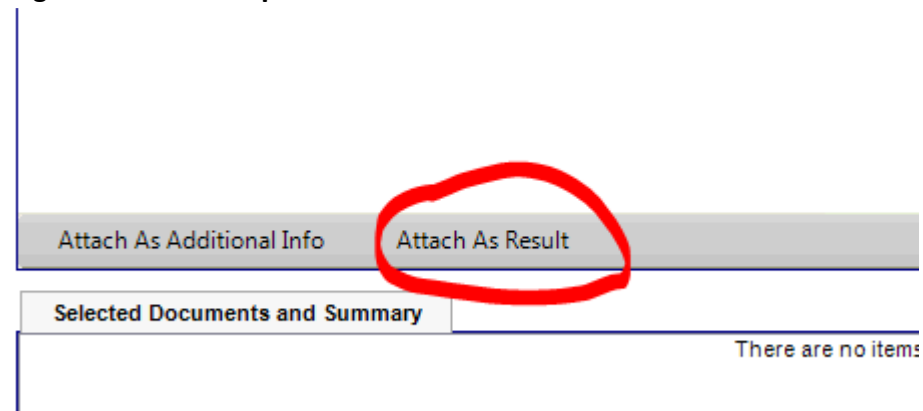 Attach As Additional Info Attach As Result
Selected Documents and Summary
There are no items